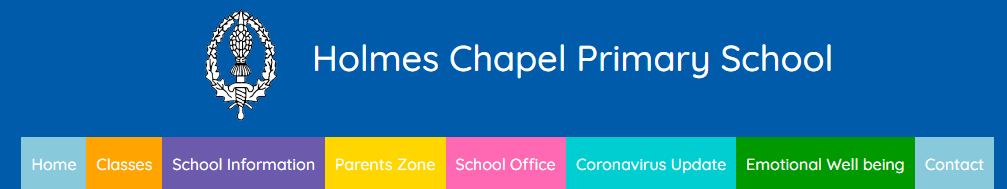 Holmes Chapel Primary School
Home Classes School Information Parents Zone School Office Coronavirus Update Emotional Well being Contact